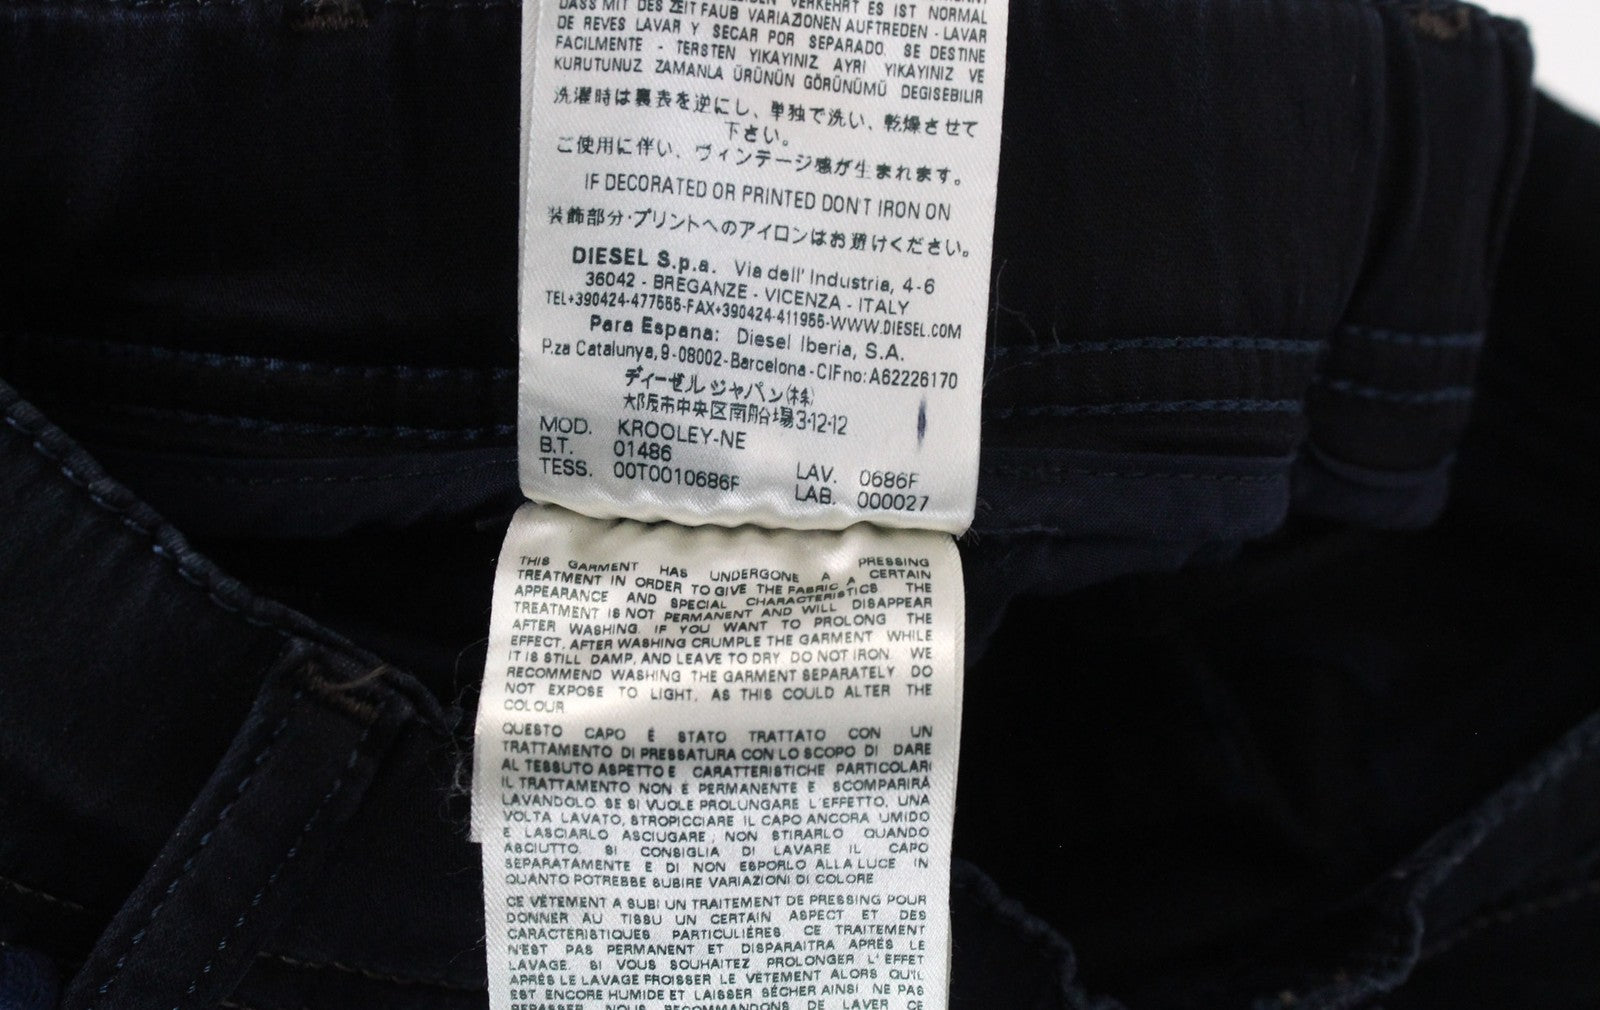 VERKEHRT ES IST NORMAL
DASS MIT DES ZEIT FAUB VARIAZIONEN AUFTREDEN - LAVAR
DE REVES LAVAR Y SECAR POR SEPARADO. SE DESTINE
FACILMENTE - TERSTEN YIKAYINIZ AYRI YIKAYINIZ VE
KURUTUNUZ ZAMANLA ÜRÜNÜN GÖRÜNÜMÜ DEGISEBILIR
洗濯時は裏表を逆にし、単独で洗い、乾燥させて
下さい。
ご使用に伴い、ヴィンテージ感が生まれます。
IF DECORATED OR PRINTED DON'T IRON ON
装飾部分・プリントへのアイロンはお避けください。
DIESEL S.p.a. Via dell' Industria, 4-6
36042 - BREGANZE - VICENZA - ITALY
TEL+390424-477555-FAX+390424-411955-WWW.DIESEL.COM
Para Espana: Diesel Iberia, S.A.
P.za Catalunya, 9-08002-Barcelona-CIFno:A62226170
ディーゼル ジャパン(株)
大阪市中央区南船場3-12-12
MOD. KROOLEY-NE
B.T. 01486
TESS. 00T0010686F LAV. 0686F
LAB. 000027
THIS GARMENT HAS UNDERGONE A PRESSING
TREATMENT IN ORDER TO GIVE THE FABRIC A CERTAIN
APPEARANCE AND SPECIAL CHARACTERISTICS THE
TREATMENT IS NOT PERMANENT AND WILL DISAPPEAR
AFTER WASHING. IF YOU WANT TO PROLONG THE
EFFECT, AFTER WASHING CRUMPLE THE GARMENT WHILE
IT IS STILL DAMP, AND LEAVE TO DRY DO NOT IRON. WE
RECOMMEND WASHING THE GARMENT SEPARATELY DO
NOT EXPOSE TO LIGHT, AS THIS COULD ALTER THE
COLOUR
QUESTO CAPO È STATO TRATTATO CON UN
TRATTAMENTO DI PRESSATURA CON LO SCOPO DI DARE
AL TESSUTO ASPETTO E CARATTERISTICHE PARTICOLARI
IL TRATTAMENTO NON È PERMANENTE E SCOMPARIRÀ
LAVANDOLO SE SI VUOLE PROLUNGARE L'EFFETTO, UNA
VOLTA LAVATO, STROPICCIARE IL CAPO ANCORA UMIDO
E LASCIARLO ASCIUGARE, NON STIRARLO QUANDO
ASCIUTTO. SI CONSIGLIA DI LAVARE IL CAPO
SEPARATAMENTE E DI NON ESPORLO ALLA LUCE IN
QUANTO POTREBBE SUBIRE VARIAZIONI DI COLORE
CE VÊTEMENT A SUBI UN TRAITEMENT DE PRESSING POUR
DONNER AU TISSU UN CERTAIN ASPECT ET DES
CARACTÉRISTIQUES PARTICULIÈRES CE TRAITEMENT
N'EST PAS PERMANENT ET DISPARAITRA APRÈS LE
LAVAGE. SI VOUS SOUHAITEZ PROLONGER L'EFFET
APRÈS LE LAVAGE FROISSER LE VÊTEMENT ALORS QU'IL
EST ENCORE HUMIDE ET LAISSER SÉCHER AINSI NE PAS
REPASSER. NOUS RECOMMANDONS DE LAVER CE